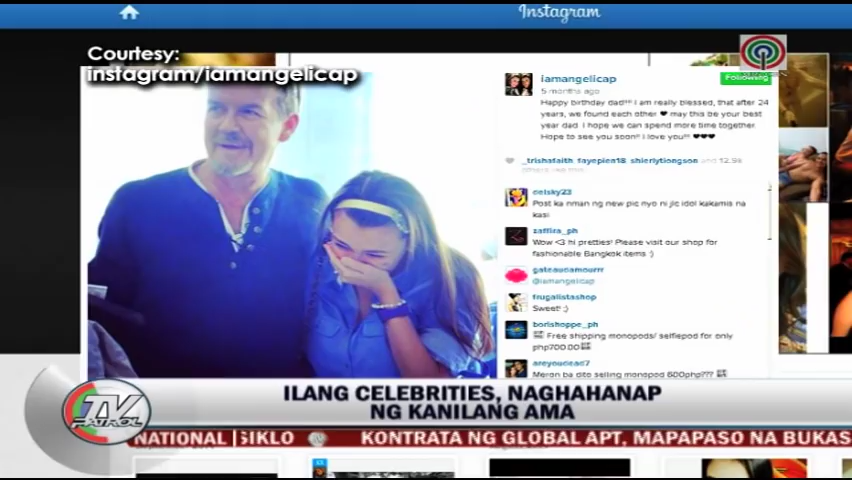 Instagram
Courtesy:
instagram/iamangelicap
iamangelicap
Following
5 months ago
Happy birthday dad!!! I am really blessed, that after 24
years, we found each other ❤ may this be your best
year dad. I hope we can spend more time together.
Hope to see you soon!! I love you!!! ❤❤❤
_trishafaith, fayepien18, shierlytiongson and 12.9k
others like this.
delsky23
Post ka nman ng new pic nyo ni jlc idol kakamis na
kasi
zaffira_ph
Wow <3 hi pretties! Please visit our shop for
fashionable Bangkok items :)
gateaudamourrr
@iamangelicap
frugalistashop
Sweet! ;)
borishoppe_ph
Free shipping monopods/ selfiepod for only
php700.00
areyoudead7
Meron ba dito selling monopod 600php???
ILANG CELEBRITIES, NAGHAHANAP
NG KANILANG AMA
TV
PATROL
NATIONAL | SIKLO KONTRATA NG GLOBAL APT, MAPAPASO NA BUKAS